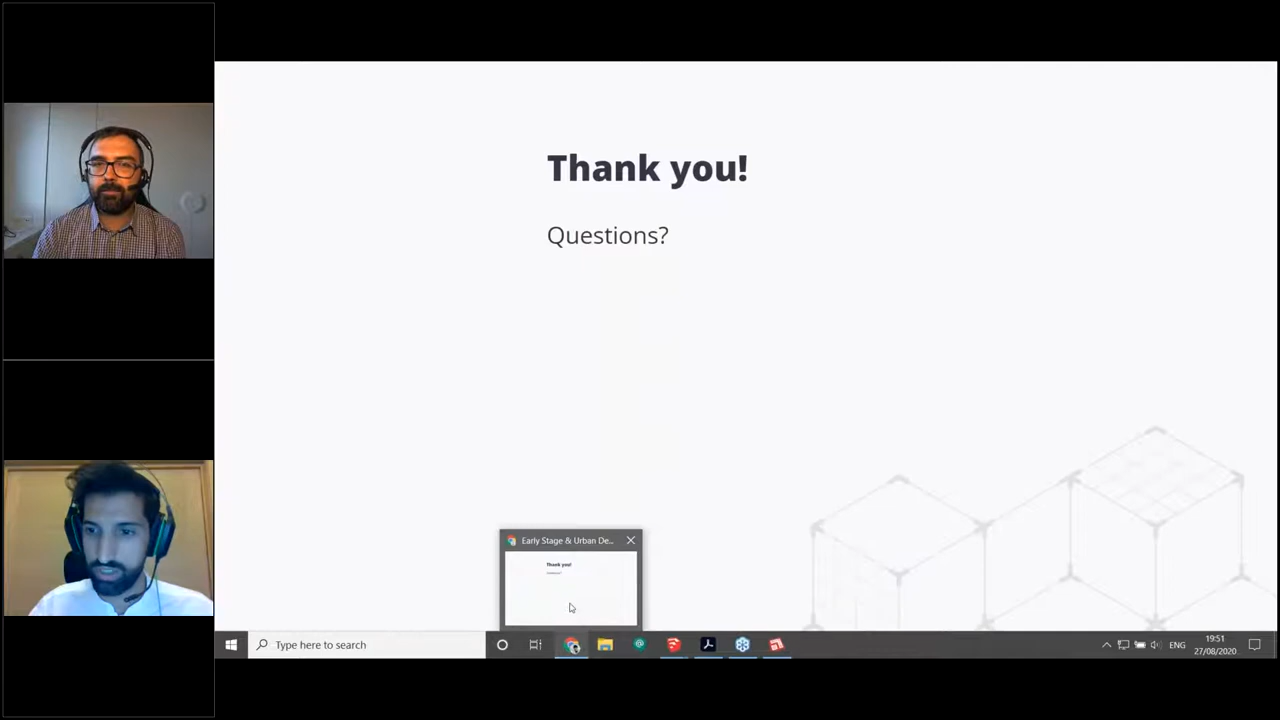 Thank you!
Questions?
Early Stage & Urban De...
Thank you!
Type here to search
ENG
19:51
27/08/2020